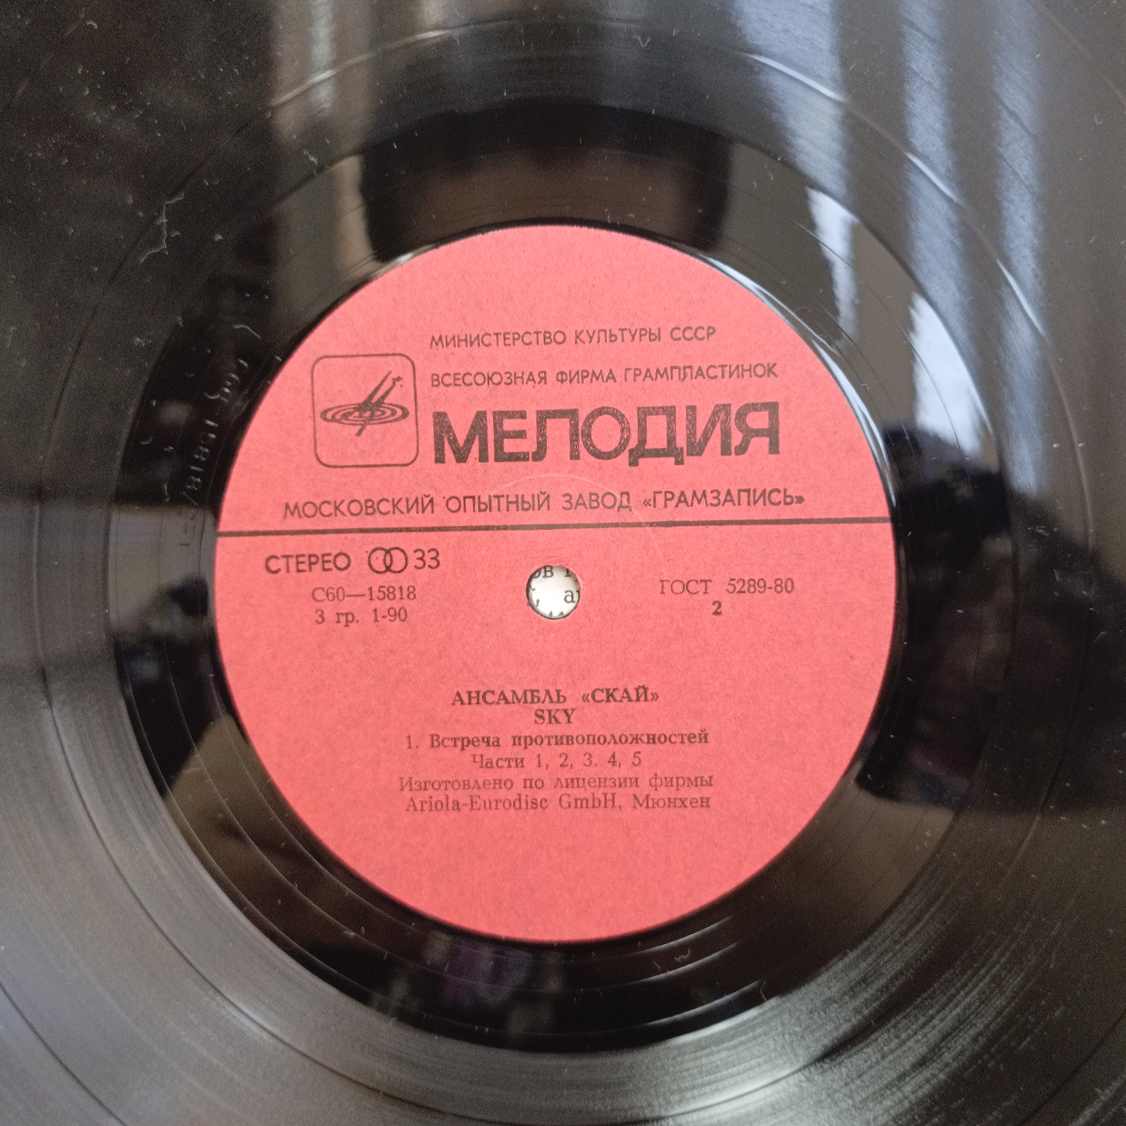 МИНИСТЕРСТВО КУЛЬТУРЫ СССР
ВСЕСОЮЗНАЯ ФИРМА ГРАМПЛАСТИНОК
МЕЛОДИЯ
МОСКОВСКИЙ ОПЫТНЫЙ ЗАВОД «ГРАМЗАПИСЬ»
СТЕРЕО 33
С60—15818
3 гр. 1-90
ГОСТ 5289-80
2
АНСАМБЛЬ «СКАЙ»
SKY
1. Встреча противоположностей
Части 1, 2, 3. 4, 5
Изготовлено по лицензии фирмы
Ariola-Eurodisc GmbH, Мюнхен